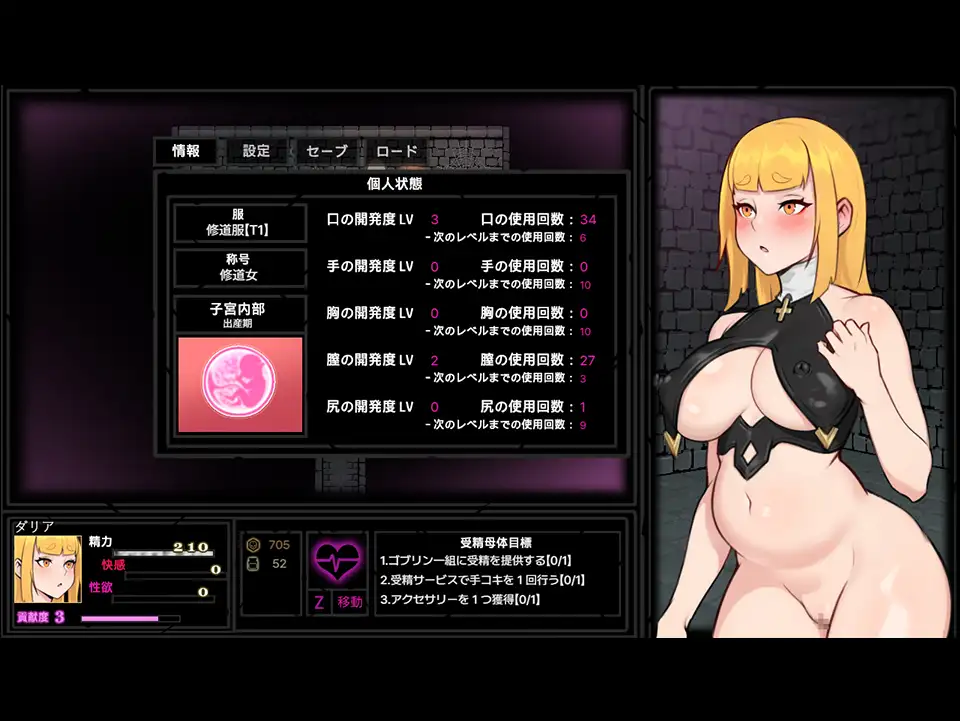 情報 設定 セーブ ロード
個人状態
服
修道服【T1】
称号
修道女
子宮内部
出産期
口の開発度 LV 3 口の使用回数： 34
- 次のレベルまでの使用回数： 6
手の開発度 LV 0 手の使用回数： 0
- 次のレベルまでの使用回数： 10
胸の開発度 LV 0 胸の使用回数： 0
- 次のレベルまでの使用回数： 10
膣の開発度 LV 2 膣の使用回数： 27
- 次のレベルまでの使用回数： 3
尻の開発度 LV 0 尻の使用回数： 1
- 次のレベルまでの使用回数： 9
ダリア
精力 210
快感 0
性欲 0
貢献度 3
705
52
Z 移動
受精母体目標
1.ゴブリン一組に受精を提供する【0/1】
2.受精サービスで手コキを１回行う【0/1】
3.アクセサリーを１つ獲得【0/1】